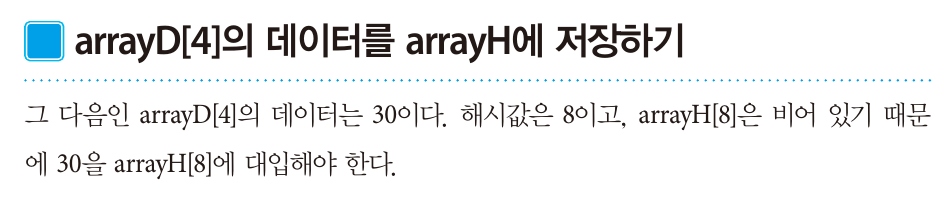 arrayD[4]의 데이터를 arrayH에 저장하기
그 다음인 arrayD[4]의 데이터는 30이다. 해시값은 8이고, arrayH[8]은 비어 있기 때문
에 30을 arrayH[8]에 대입해야 한다.